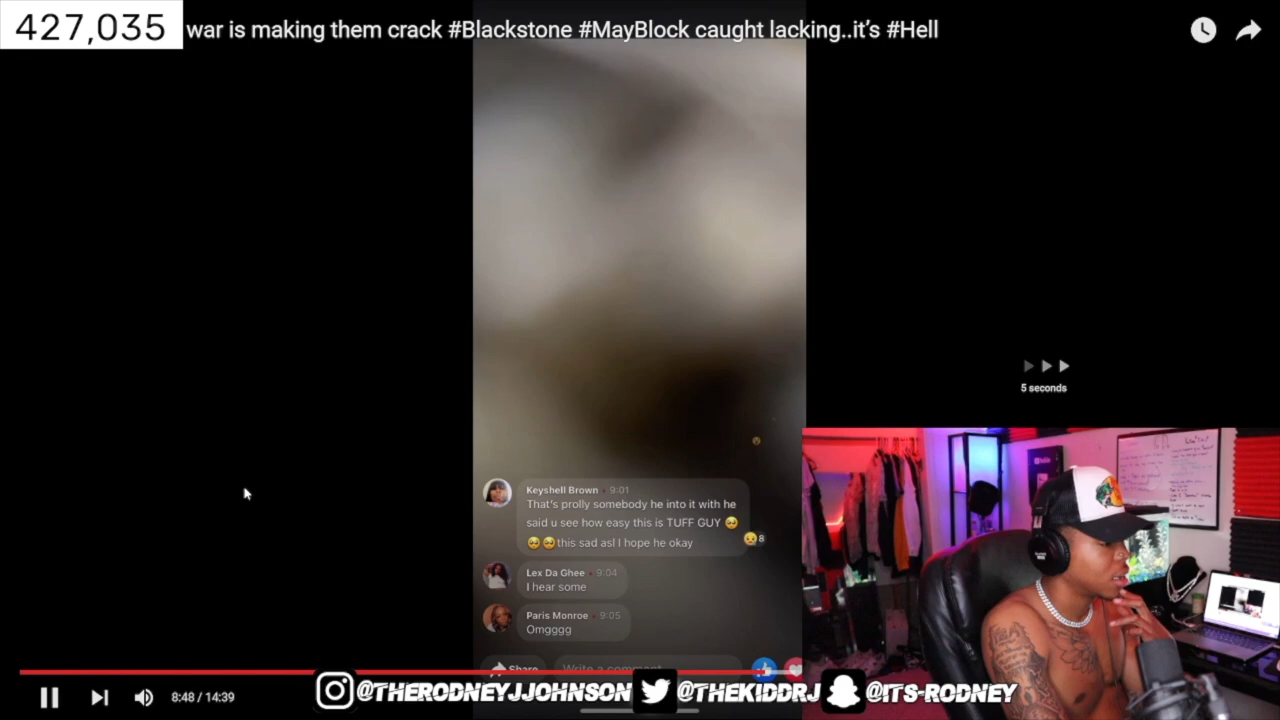 427,035
war is making them crack #Blackstone #MayBlock caught lacking..it’s #Hell
5 seconds
Keyshell Brown • 9:01
That's prolly somebody he into it with he
said u see how easy this is TUFF GUY 🥺
🥺🥺this sad asl I hope he okay
😢8
Lex Da Ghee • 9:04
I hear some
Paris Monroe • 9:05
Omgggg
Share
Write a comment
8:48 / 14:39
@THERODNEYJJOHNSON
@THEKIDDRJ
@ITS-RODNEY